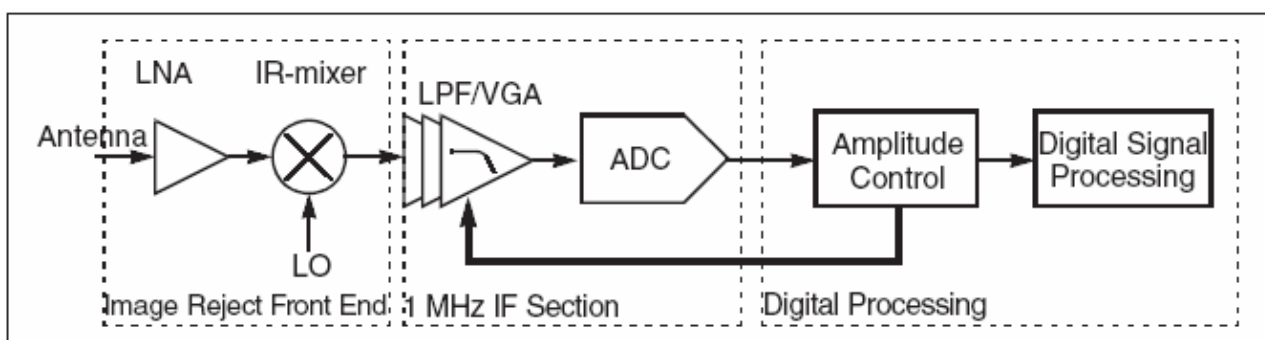 LNA
IR-mixer
LPF/VGA
Antenna
ADC
Amplitude
Control
Digital Signal
Processing
LO
Image Reject Front End
1 MHz IF Section
Digital Processing